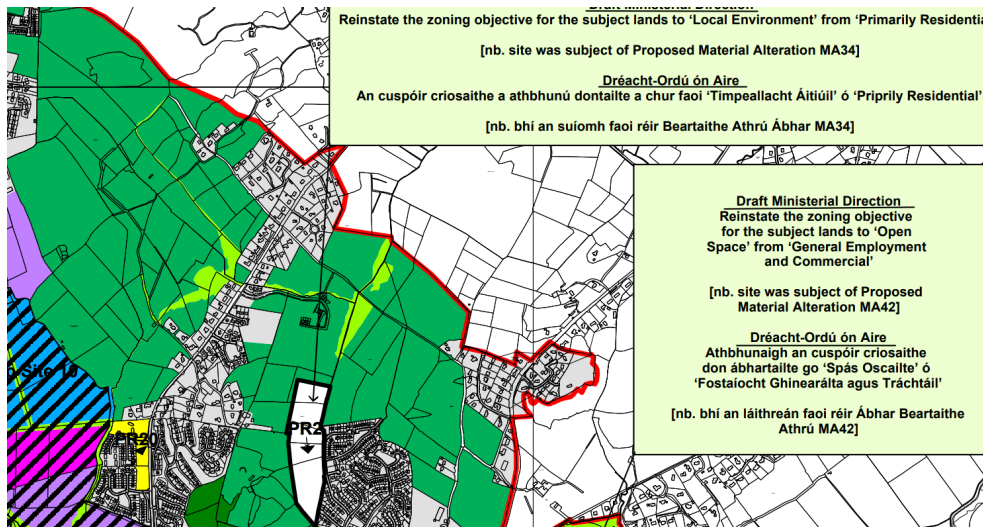 Draft Ministerial Direction
Reinstate the zoning objective for the subject lands to ‘Local Environment’ from ‘Primarily Residentia
[nb. site was subject of Proposed Material Alteration MA34]
Dréacht-Ordú ón Aire
An cuspóir criosaithe a athbhunú dontailte a chur faoi ‘Timpeallacht Áitiúil’ ó ‘Priprily Residential’
[nb. bhí an suíomh faoi réir Beartaithe Athrú Ábhar MA34]
Draft Ministerial Direction
Reinstate the zoning objective
for the subject lands to ‘Open
Space’ from ‘General Employment
and Commercial’
[nb. site was subject of Proposed
Material Alteration MA42]
Dréacht-Ordú ón Aire
Athbhunaigh an cuspóir criosaithe
don ábhartailte go ‘Spás Oscailte’ ó
‘Fostaíocht Ghinearálta agus Tráchtáil’
[nb. bhí an láithreán faoi réir Ábhar Beartaithe
Athrú MA42]
Site 10
PR20
PR2